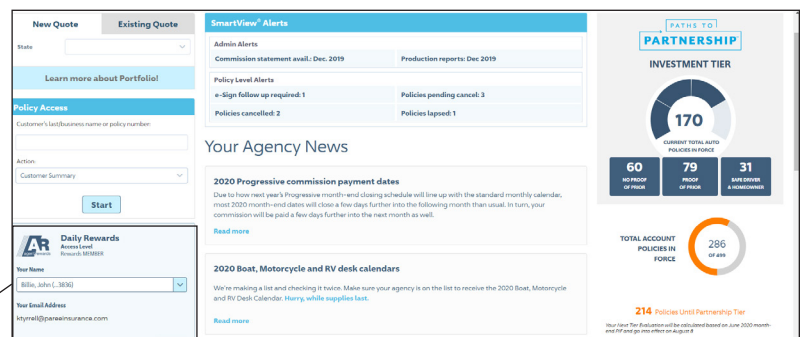 New Quote
Existing Quote
State
Learn more about Portfolio!
Policy Access
Customer's last/business name or policy number:
Action:
Customer Summary
Start
AR
Daily Rewards
Access Level
Rewards MEMBER
Your Name
Billie, John (...3836)
Your Email Address
ktyrrell@pareeinsurance.com
SmartView® Alerts
Admin Alerts
Commission statement avail.: Dec. 2019
Production reports: Dec 2019
Policy Level Alerts
e-Sign follow up required: 1
Policies pending cancel: 3
Policies cancelled: 2
Policies lapsed: 1
Your Agency News
2020 Progressive commission payment dates
Due to how next year's Progressive month-end closing schedule will line up with the standard monthly calendar,
most 2020 month-end dates will close a few days further into the following month than usual. In turn, your
commission will be paid a few days further into the next month as well.
Read more
2020 Boat, Motorcycle and RV desk calendars
We're making a list and checking it twice. Make sure your agency is on the list to receive the 2020 Boat, Motorcycle
and RV Desk Calendar. Hurry, while supplies last.
Read more
PATHS TO
PARTNERSHIP
INVESTMENT TIER
170
CURRENT TOTAL AUTO
POLICIES IN FORCE
60
NO PROOF
OF PRIOR
79
PROOF
OF PRIOR
31
SAFE DRIVER
& HOMEOWNER
TOTAL ACCOUNT
POLICIES IN
FORCE
286
OF 499
214 Policies Until Partnership Tier
Your Next Tier Evaluation will be calculated based on June 2020 month-
end PIF and go into effect on August 8